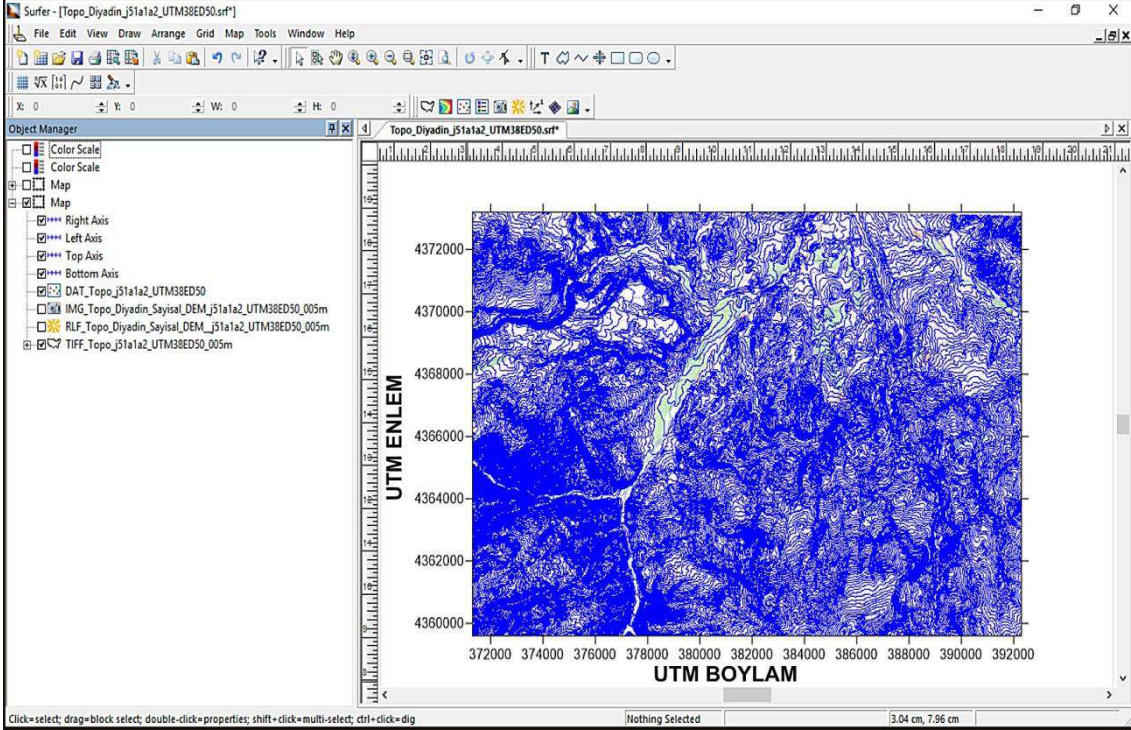 Surfer - [Topo_Diyadin_j51a1a2_UTM38ED50.srf*]
File Edit View Draw Arrange Grid Map Tools Window Help
X: 0 Y: 0 W: 0 H: 0
Object Manager
Topo_Diyadin_j51a1a2_UTM38ED50.srf*
Color Scale
Color Scale
Map
Map
Right Axis
Left Axis
Top Axis
Bottom Axis
DAT_Topo_j51a1a2_UTM38ED50
IMG_Topo_Diyadin_Sayisal_DEM_j51a1a2_UTM38ED50_005m
RLF_Topo_Diyadin_Sayisal_DEM__j51a1a2_UTM38ED50_005m
TIFF_Topo_j51a1a2_UTM38ED50_005m
UTM ENLEM
4372000
4370000
4368000
4366000
4364000
4362000
4360000
372000 374000 376000 378000 380000 382000 384000 386000 388000 390000 392000
UTM BOYLAM
Click=select; drag=block select; double-click=properties; shift+click=multi-select; ctrl+click=dig
Nothing Selected
3.04 cm, 7.96 cm